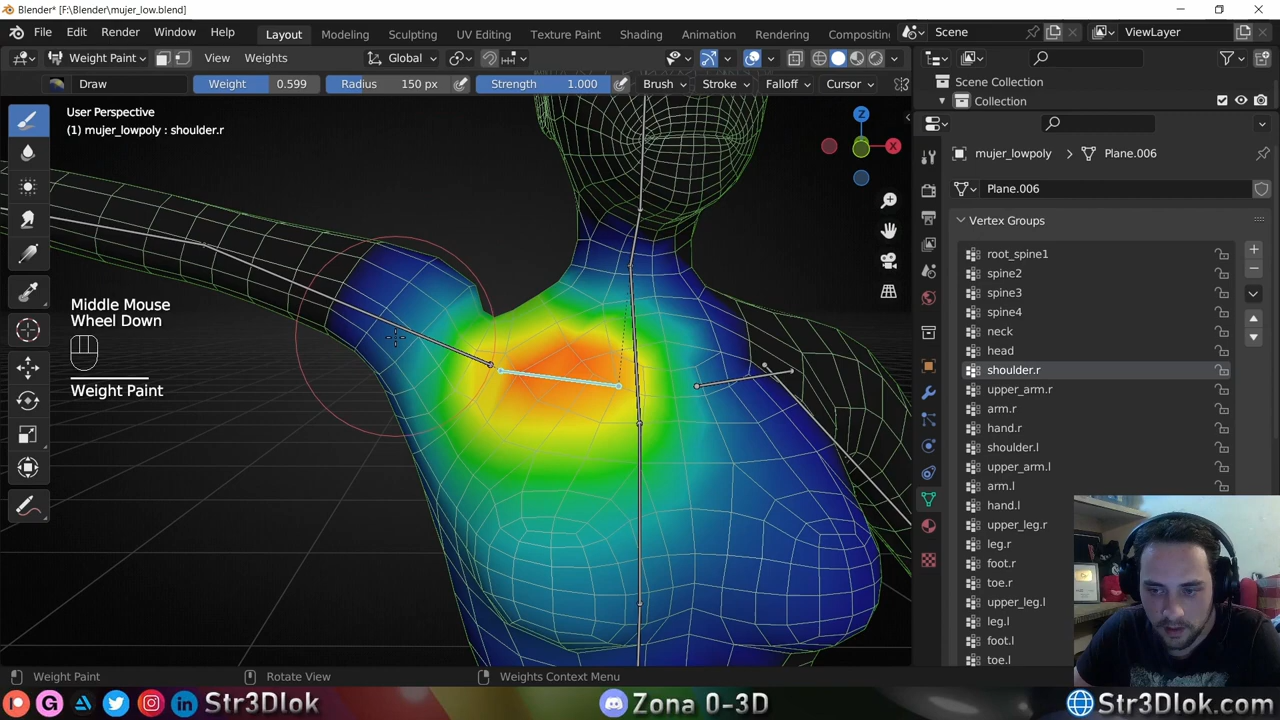 Blender* [F:\Blender\mujer_low.blend]
File Edit Render Window Help
Layout Modeling Sculpting UV Editing Texture Paint Shading Animation Rendering Compositing
Scene
ViewLayer
Weight Paint View Weights
Global
Draw
Weight 0.599
Radius 150 px
Strength 1.000
Brush Stroke Falloff Cursor
User Perspective
(1) mujer_lowpoly : shoulder.r
Z
X
Middle Mouse
Wheel Down
Weight Paint
Scene Collection
Collection
mujer_lowpoly > Plane.006
Plane.006
Vertex Groups
root_spine1
spine2
spine3
spine4
neck
head
shoulder.r
upper_arm.r
arm.r
hand.r
shoulder.l
upper_arm.l
arm.l
hand.l
upper_leg.r
leg.r
foot.r
toe.r
upper_leg.l
leg.l
foot.l
toe.l
Weight Paint
Rotate View
Weights Context Menu
Str3Dlok
Zona 0-3D
Str3Dlok.com